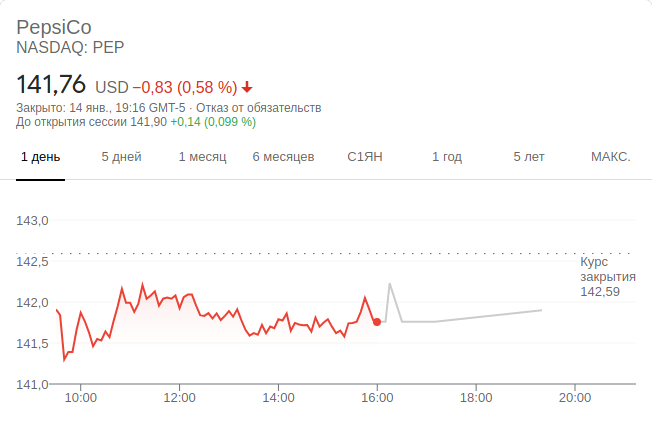 PepsiCo
NASDAQ: PEP
141,76 USD −0,83 (0,58 %)
Закрыто: 14 янв., 19:16 GMT-5 · Отказ от обязательств
До открытия сессии 141,90 +0,14 (0,099 %)
1 день 5 дней 1 месяц 6 месяцев С1ЯН 1 год 5 лет МАКС.
143,0
142,5
Курс
закрытия
142,59
142,0
141,5
141,0
10:00 12:00 14:00 16:00 18:00 20:00